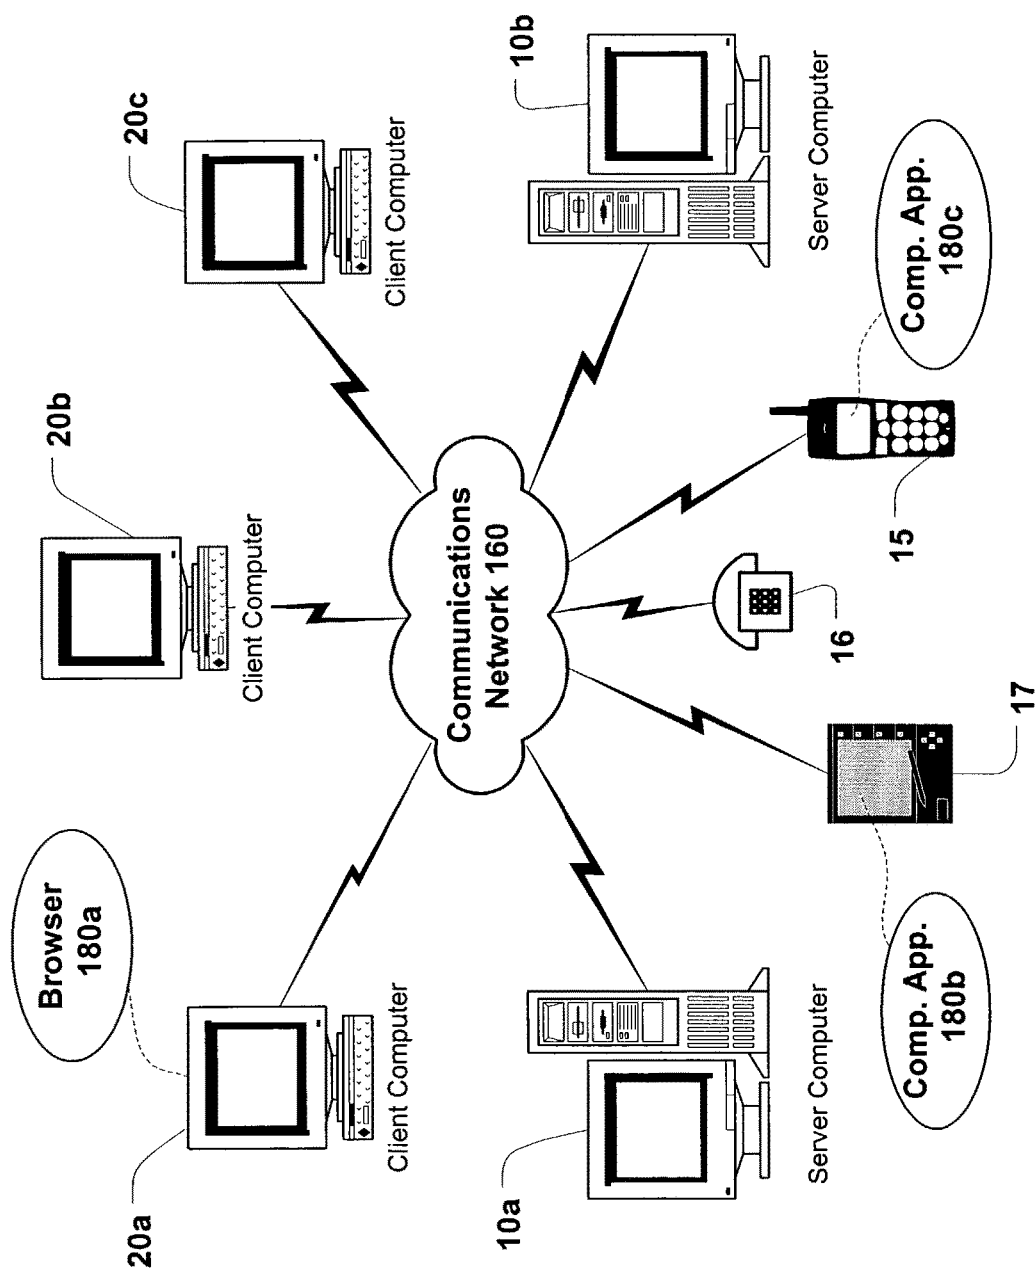 Browser
180a
20a
Client Computer
20b
Client Computer
20c
Client Computer
Communications
Network 160
10a
Server Computer
Comp. App.
180b
17
16
15
Comp. App.
180c
10b
Server Computer